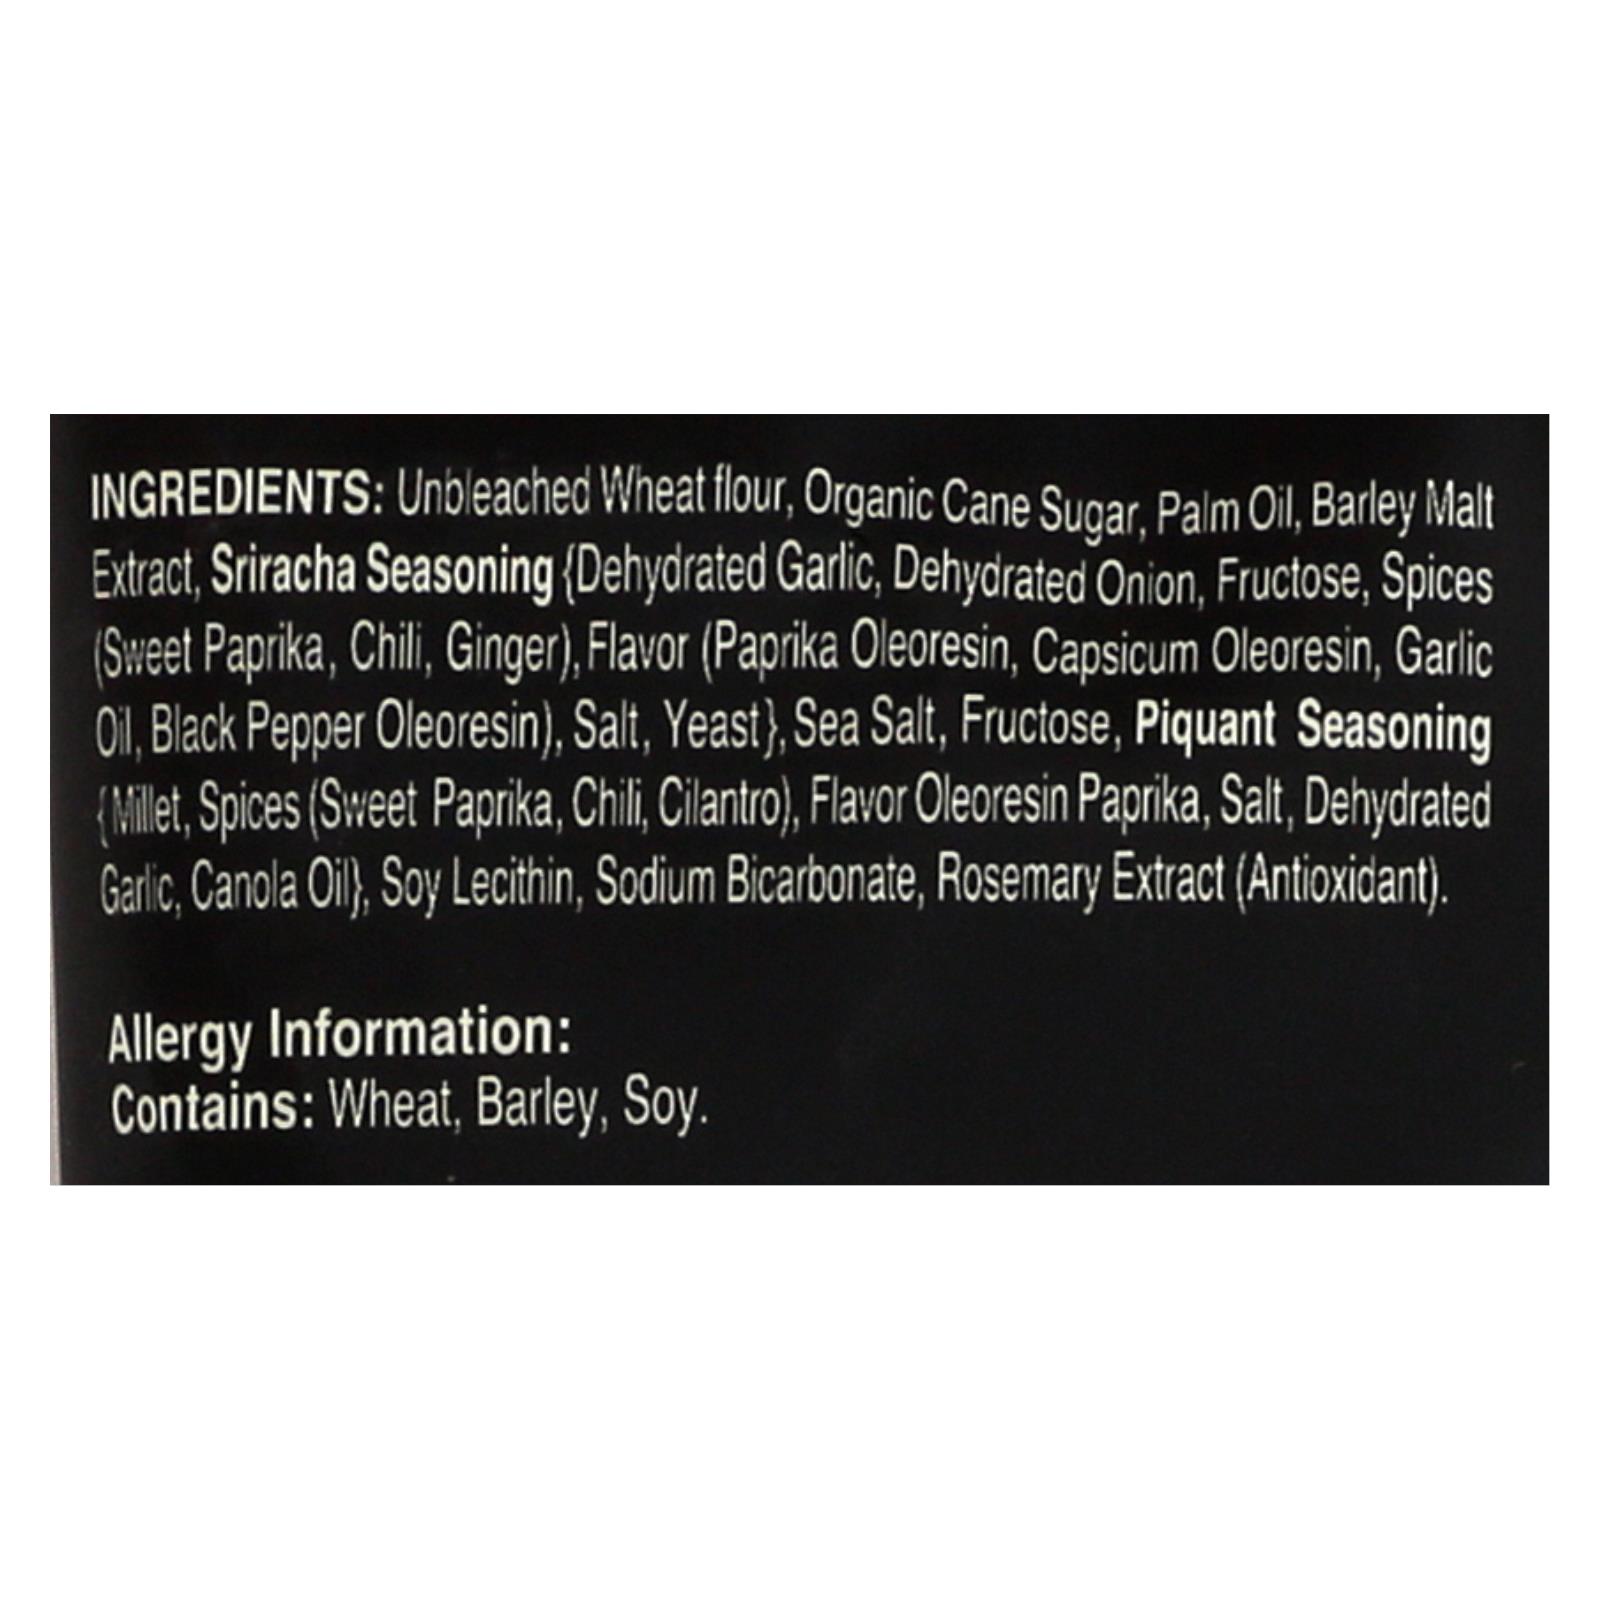 INGREDIENTS: Unbleached Wheat flour, Organic Cane Sugar, Palm Oil, Barley Malt
Extract, Sriracha Seasoning {Dehydrated Garlic, Dehydrated Onion, Fructose, Spices
(Sweet Paprika, Chili, Ginger), Flavor (Paprika Oleoresin, Capsicum Oleoresin, Garlic
Oil, Black Pepper Oleoresin), Salt, Yeast}, Sea Salt, Fructose, Piquant Seasoning
{Millet, Spices (Sweet Paprika, Chili, Cilantro), Flavor Oleoresin Paprika, Salt, Dehydrated
Garlic, Canola Oil}, Soy Lecithin, Sodium Bicarbonate, Rosemary Extract (Antioxidant).
Allergy Information:
Contains: Wheat, Barley, Soy.